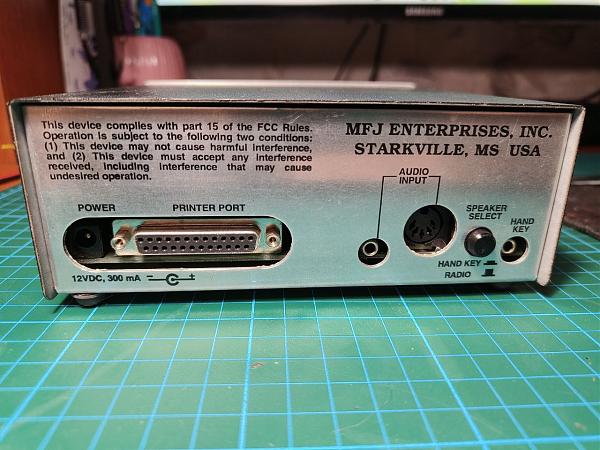 SAMSUNG
This device complies with part 15 of the FCC Rules.
Operation is subject to the following two conditions:
(1) This device may not cause harmful interference,
and (2) This device must accept any interference
received, including interference that may cause
undesired operation.
MFJ ENTERPRISES, INC.
STARKVILLE, MS USA
AUDIO
INPUT
POWER
PRINTER PORT
SPEAKER
SELECT
HAND
KEY
HAND KEY
RADIO
12VDC, 300 mA - +